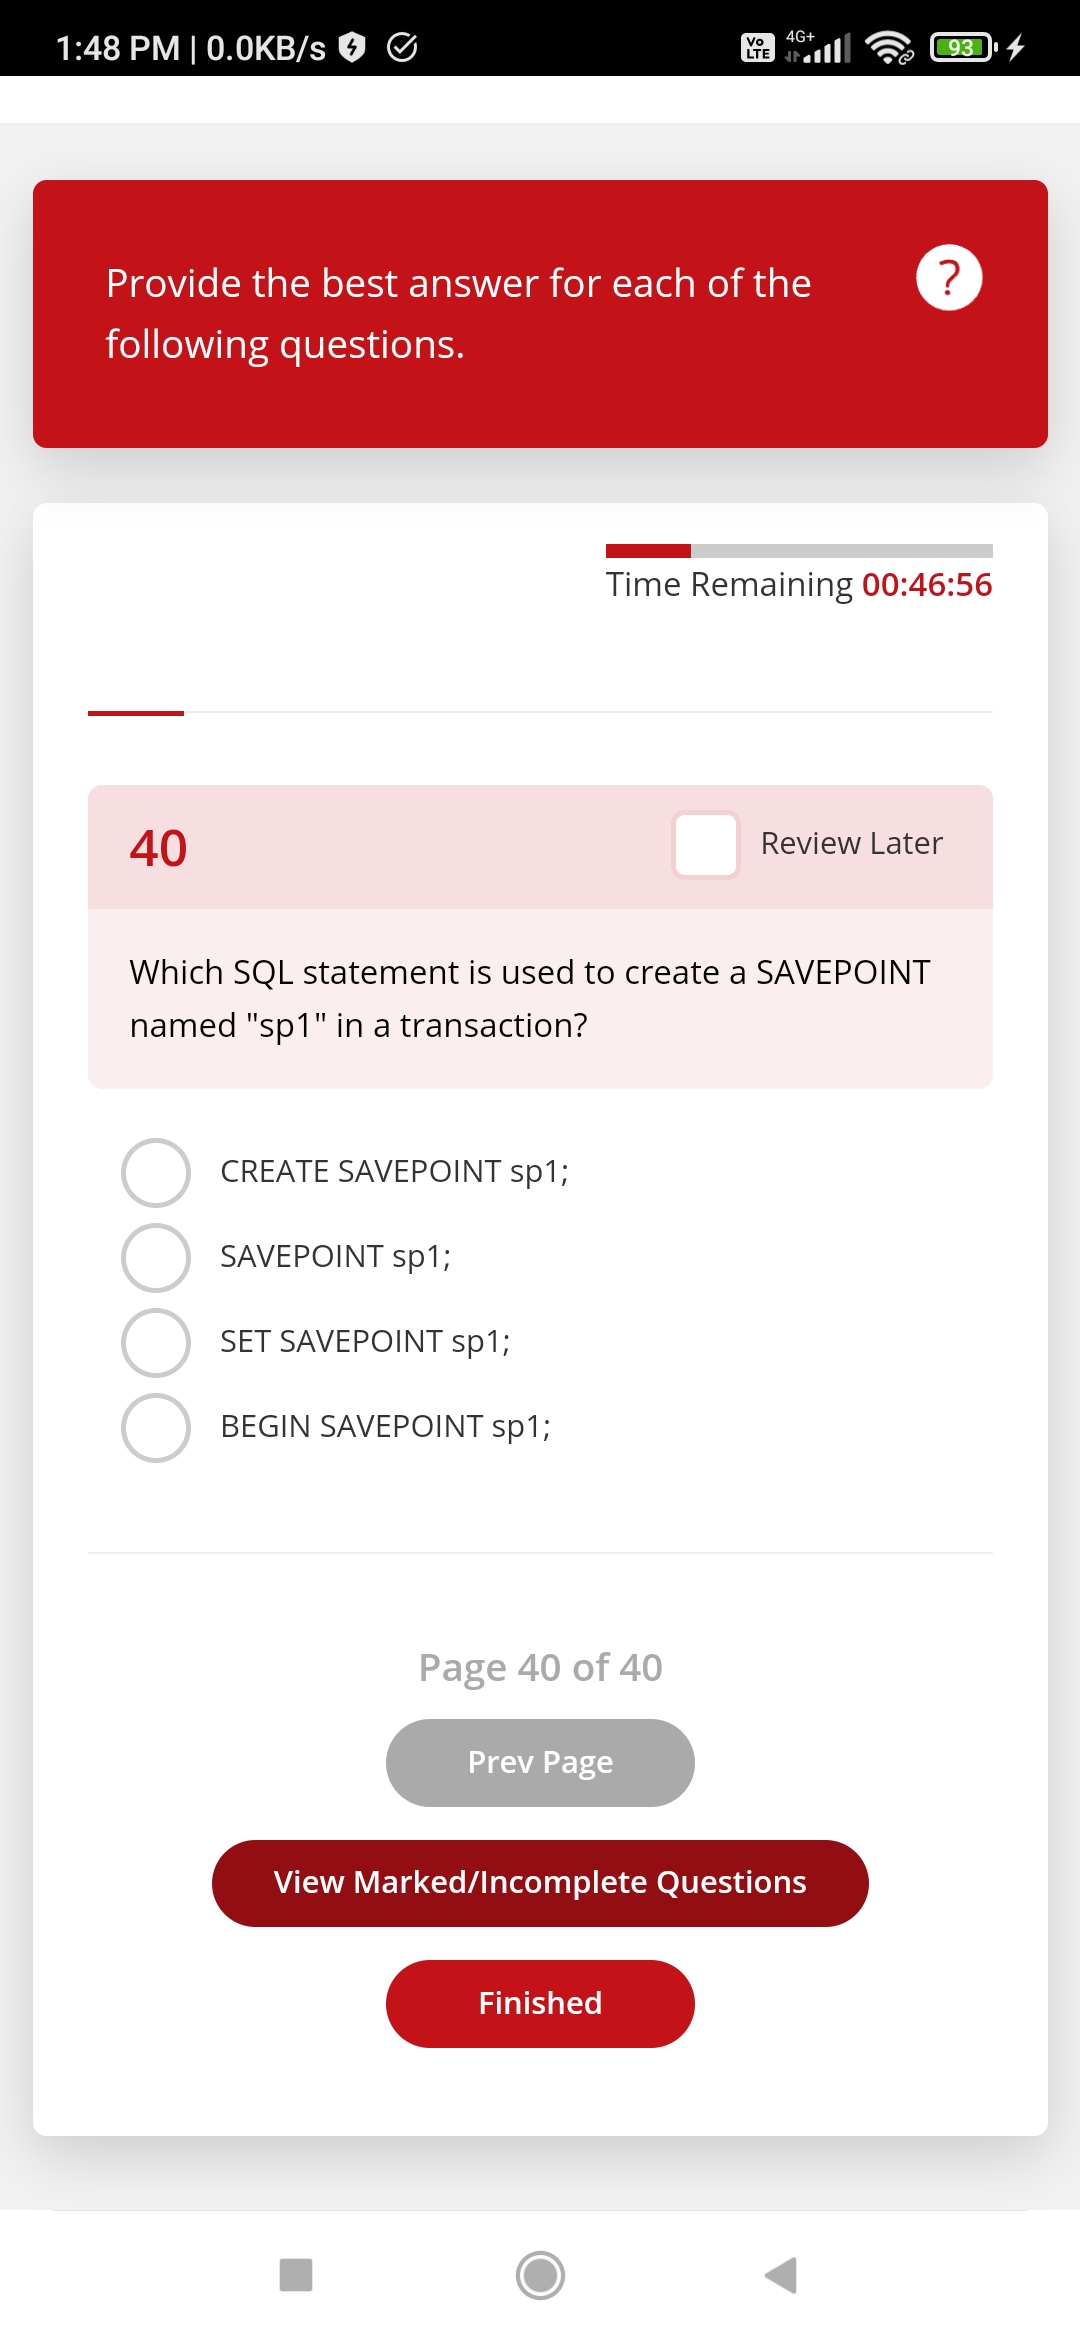 1:48 PM | 0.0KB/s
Vo LTE 4G+ 93
Provide the best answer for each of the
following questions.
?
Time Remaining 00:46:56
40
Review Later
Which SQL statement is used to create a SAVEPOINT
named "sp1" in a transaction?
CREATE SAVEPOINT sp1;
SAVEPOINT sp1;
SET SAVEPOINT sp1;
BEGIN SAVEPOINT sp1;
Page 40 of 40
Prev Page
View Marked/Incomplete Questions
Finished